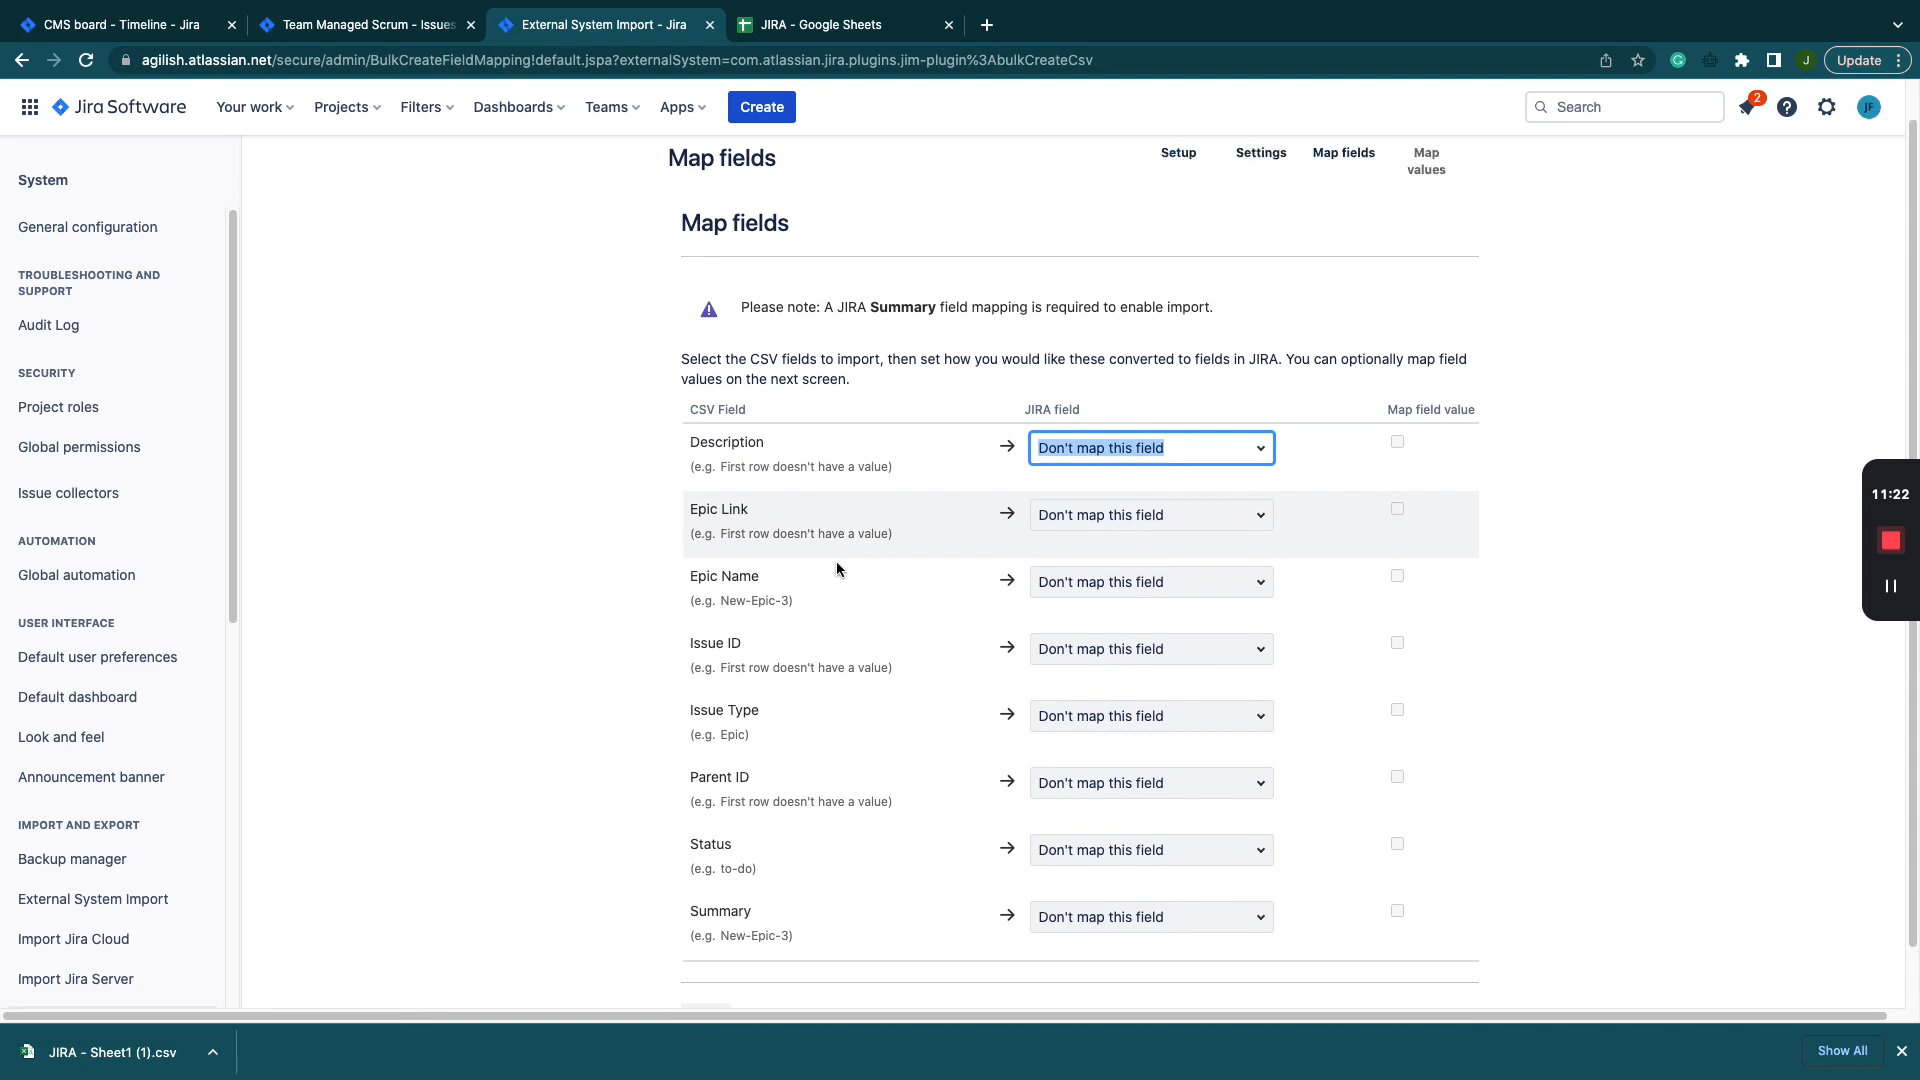 CMS board - Timeline - Jira
Team Managed Scrum - Issues
External System Import - Jira
JIRA - Google Sheets
agilish.atlassian.net/secure/admin/BulkCreateFieldMapping!default.jspa?externalSystem=com.atlassian.jira.plugins.jim-plugin%3AbulkCreateCsv
J
Update
Jira Software
Your work
Projects
Filters
Dashboards
Teams
Apps
Create
Search
2
JF
System
General configuration
TROUBLESHOOTING AND
SUPPORT
Audit Log
SECURITY
Project roles
Global permissions
Issue collectors
AUTOMATION
Global automation
USER INTERFACE
Default user preferences
Default dashboard
Look and feel
Announcement banner
IMPORT AND EXPORT
Backup manager
External System Import
Import Jira Cloud
Import Jira Server
Map fields
Setup
Settings
Map fields
Map
values
Map fields
Please note: A JIRA Summary field mapping is required to enable import.
Select the CSV fields to import, then set how you would like these converted to fields in JIRA. You can optionally map field
values on the next screen.
CSV Field JIRA field Map field value
Description Don't map this field
(e.g. First row doesn't have a value)
Epic Link Don't map this field
(e.g. First row doesn't have a value)
Epic Name Don't map this field
(e.g. New-Epic-3)
Issue ID Don't map this field
(e.g. First row doesn't have a value)
Issue Type Don't map this field
(e.g. Epic)
Parent ID Don't map this field
(e.g. First row doesn't have a value)
Status Don't map this field
(e.g. to-do)
Summary Don't map this field
(e.g. New-Epic-3)
11:22
JIRA - Sheet1 (1).csv
Show All